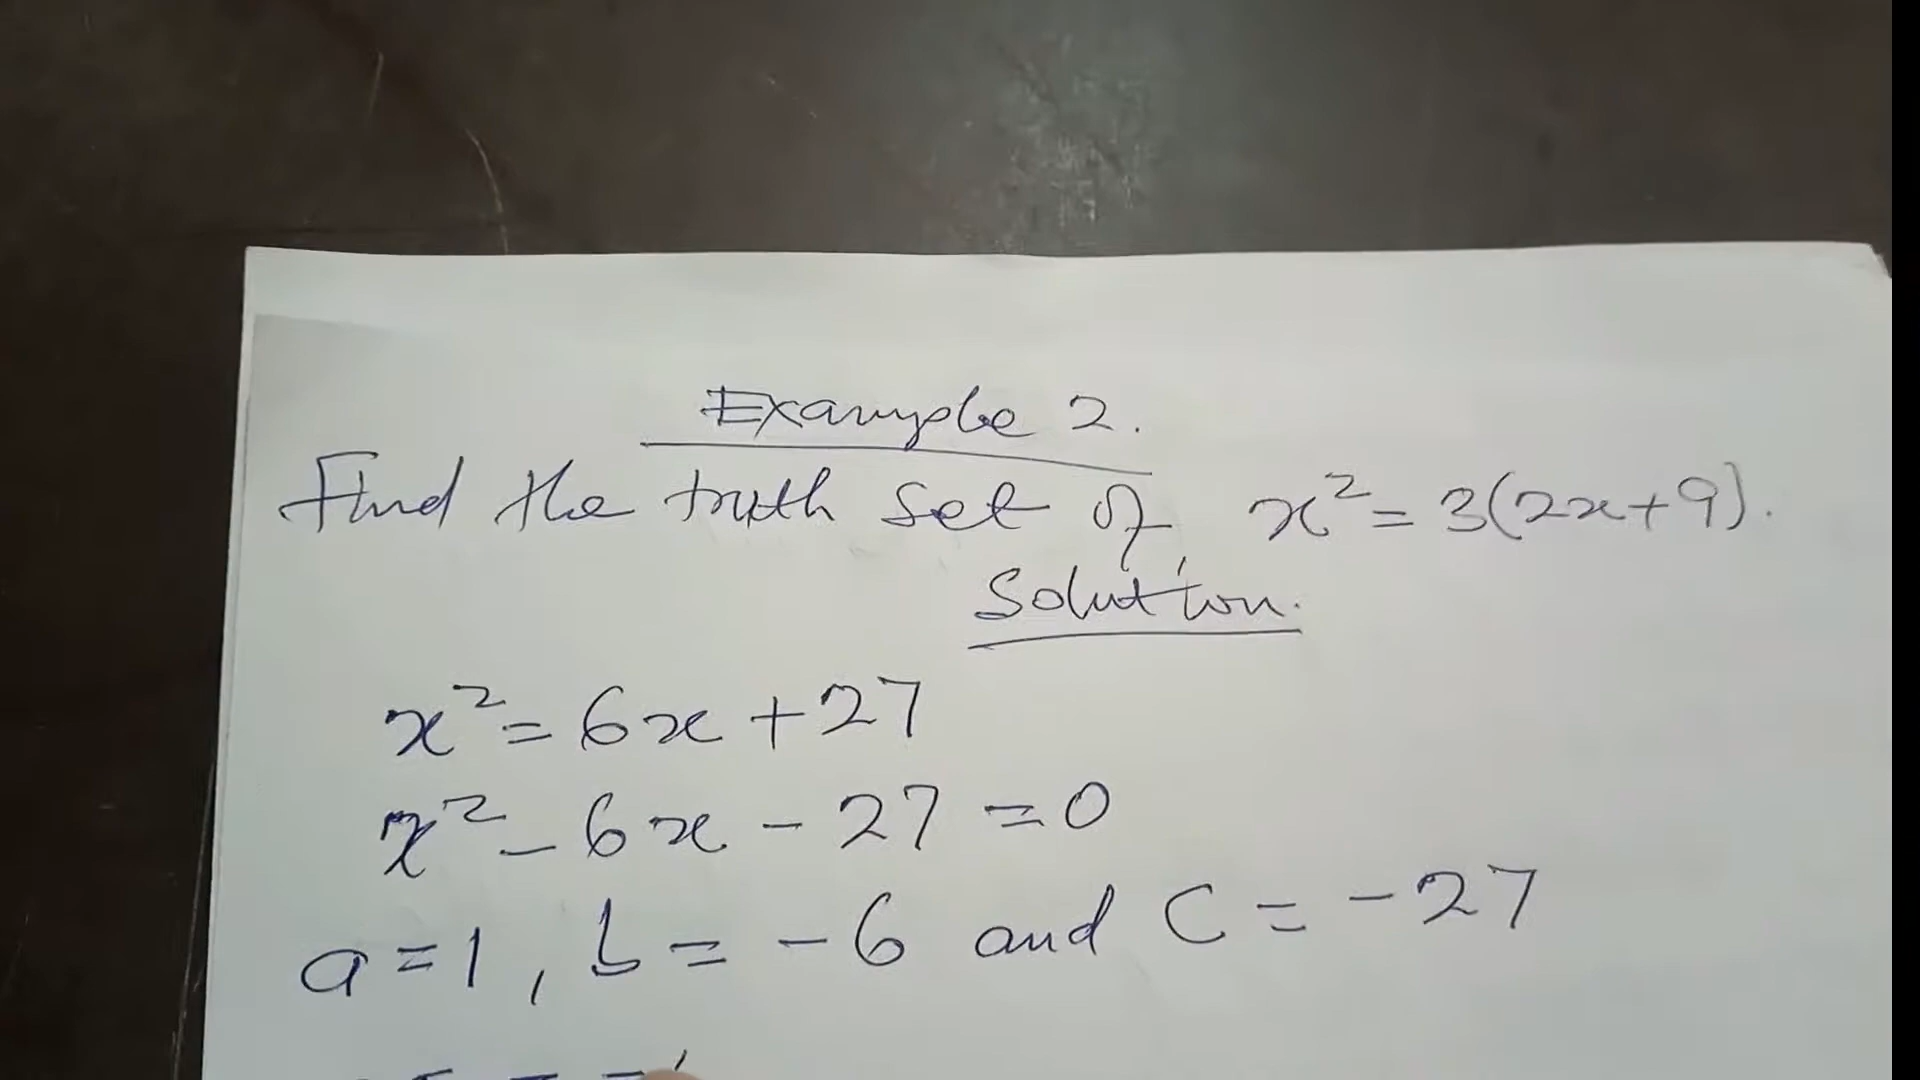 Example 2.
Find the truth set of x² = 3(2x+9).
Solution.
x² = 6x + 27
x² - 6x - 27 = 0
a = 1, b = -6 and C = -27